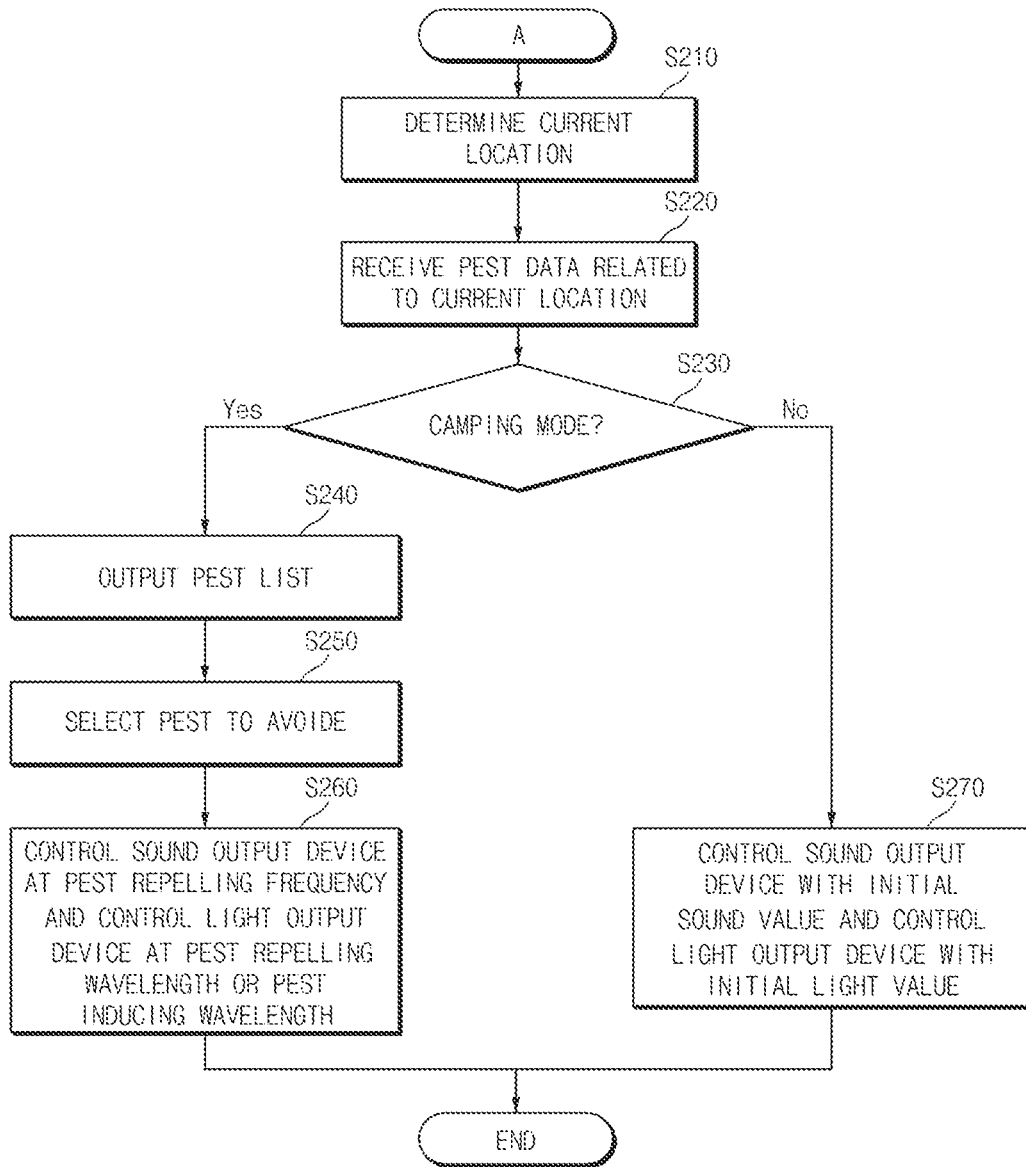 A
S210
DETERMINE CURRENT
LOCATION
S220
RECEIVE PEST DATA RELATED
TO CURRENT LOCATION
S230
CAMPING MODE?
Yes
No
S240
OUTPUT PEST LIST
S250
SELECT PEST TO AVOIDE
S260
CONTROL SOUND OUTPUT DEVICE
AT PEST REPELLING FREQUENCY
AND CONTROL LIGHT OUTPUT
DEVICE AT PEST REPELLING
WAVELENGTH OR PEST
INDUCING WAVELENGTH
S270
CONTROL SOUND OUTPUT
DEVICE WITH INITIAL
SOUND VALUE AND CONTROL
LIGHT OUTPUT DEVICE WITH
INITIAL LIGHT VALUE
END